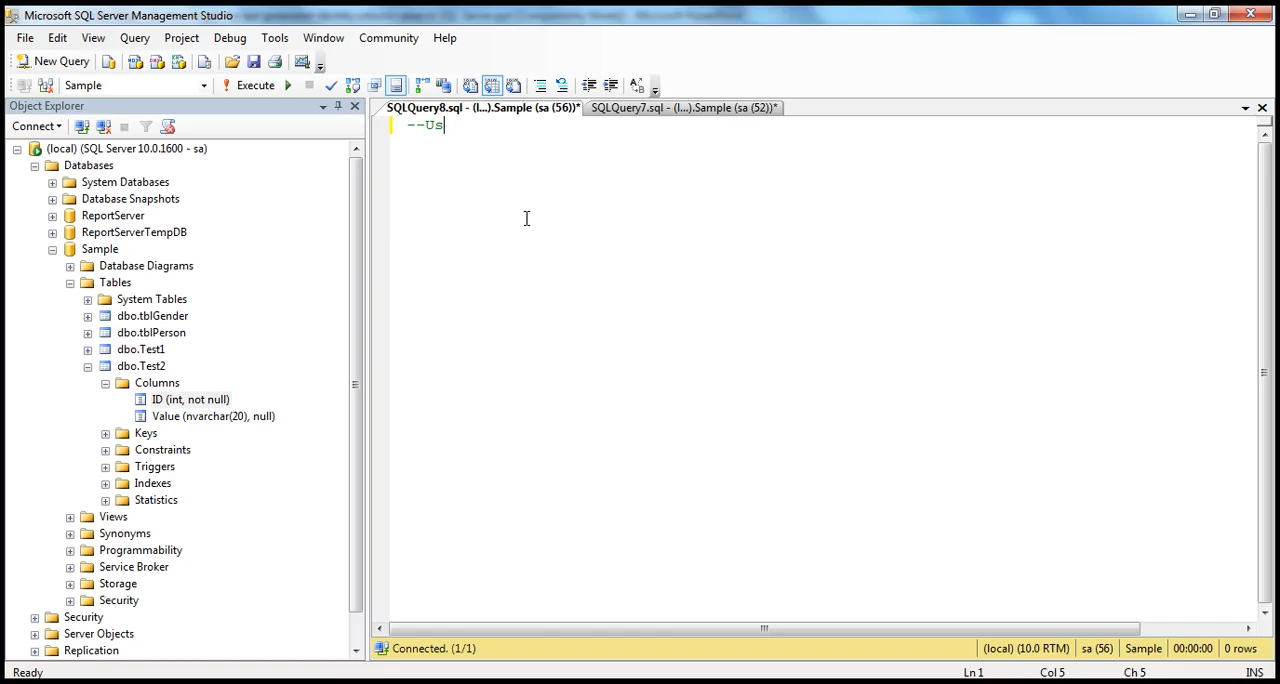 Microsoft SQL Server Management Studio
File Edit View Query Project Debug Tools Window Community Help
New Query
Sample Execute
Object Explorer
SQLQuery8.sql - (l...).Sample (sa (56))* SQLQuery7.sql - (l...).Sample (sa (52))*
Connect
--Us
(local) (SQL Server 10.0.1600 - sa)
Databases
System Databases
Database Snapshots
ReportServer
ReportServerTempDB
Sample
Database Diagrams
Tables
System Tables
dbo.tblGender
dbo.tblPerson
dbo.Test1
dbo.Test2
Columns
ID (int, not null)
Value (nvarchar(20), null)
Keys
Constraints
Triggers
Indexes
Statistics
Views
Synonyms
Programmability
Service Broker
Storage
Security
Security
Server Objects
Replication
Connected. (1/1) (local) (10.0 RTM) sa (56) Sample 00:00:00 0 rows
Ready Ln 1 Col 5 Ch 5 INS